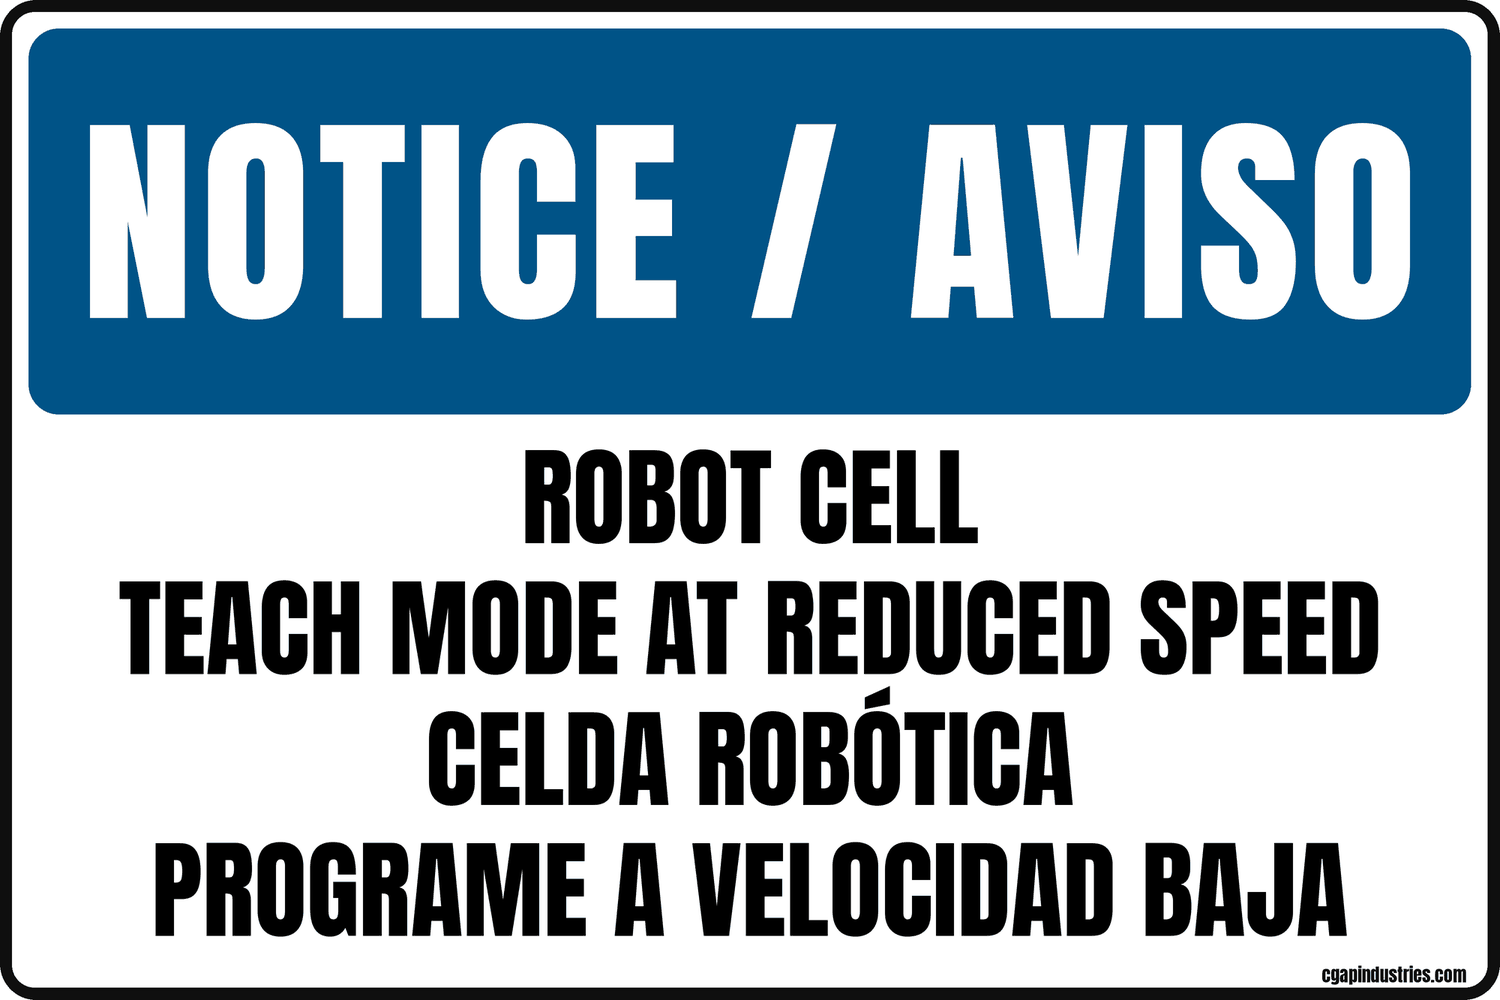 NOTICE / AVISO
ROBOT CELL
TEACH MODE AT REDUCED SPEED
CELDA ROBÓTICA
PROGRAME A VELOCIDAD BAJA
cgapindustries.com